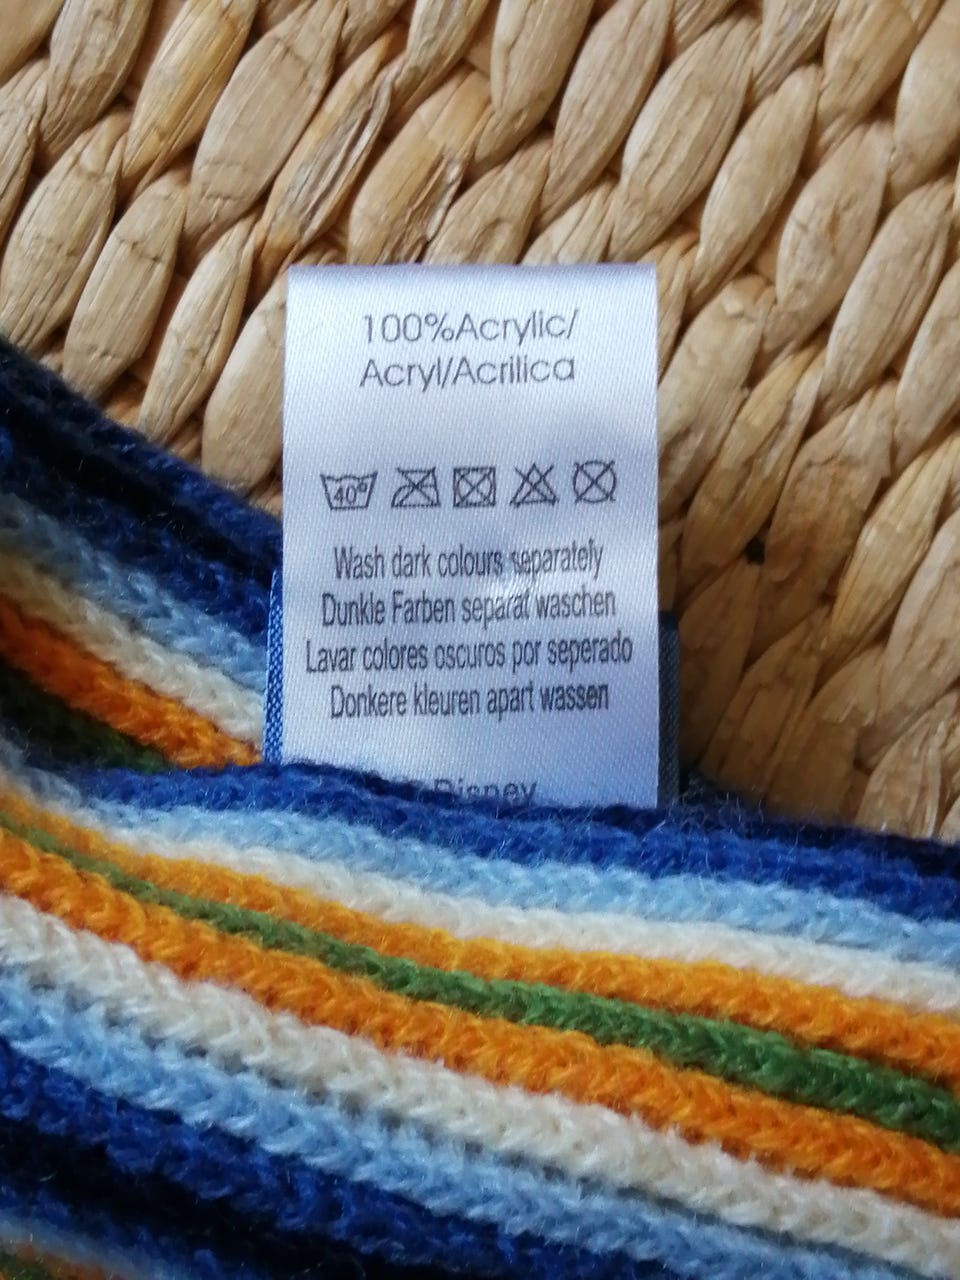 100%Acrylic/
Acryl/Acrilica
40°
Wash dark colours separately
Dunkle Farben separat waschen
Lavar colores oscuros por seperado
Donkere kleuren apart wassen
Disney